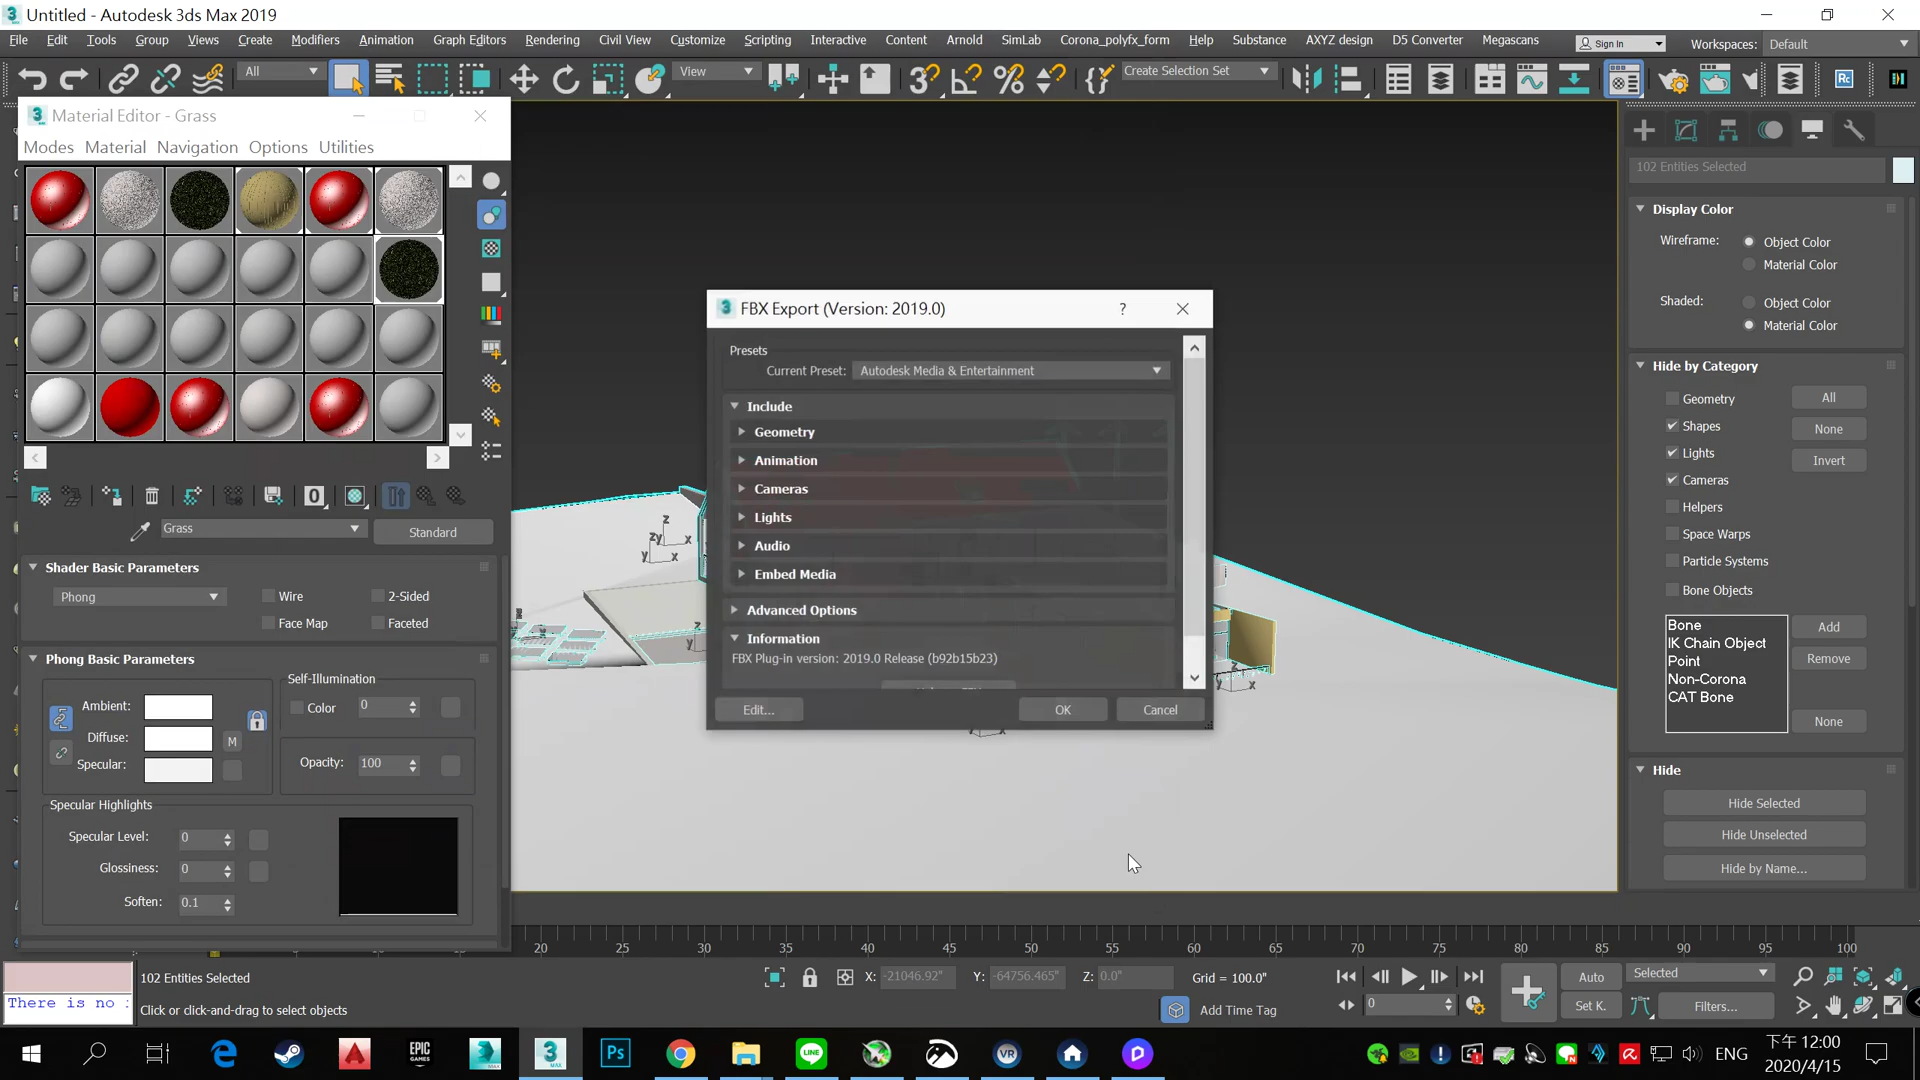 Untitled - Autodesk 3ds Max 2019
File Edit Tools Group Views Create Modifiers Animation Graph Editors Rendering Civil View Customize Scripting Interactive Content Arnold SimLab Corona_polyfx_form Help Substance AXYZ design D5 Converter Megascans Sign In Workspaces: Default
All View Create Selection Set Rc
Material Editor - Grass
Modes Material Navigation Options Utilities
Grass Standard
Shader Basic Parameters
Phong Wire 2-Sided
Face Map Faceted
Phong Basic Parameters
Self-Illumination
Ambient: Color 0
Diffuse: M
Specular: Opacity: 100
Specular Highlights
Specular Level: 0
Glossiness: 0
Soften: 0.1
FBX Export (Version: 2019.0) ?
Presets
Current Preset: Autodesk Media & Entertainment
Include
Geometry
Animation
Cameras
Lights
Audio
Embed Media
Advanced Options
Information
FBX Plug-in version: 2019.0 Release (b92b15b23)
Edit... OK Cancel
102 Entities Selected
Display Color
Wireframe: Object Color
Material Color
Shaded: Object Color
Material Color
Hide by Category
Geometry All
Shapes None
Lights Invert
Cameras
Helpers
Space Warps
Particle Systems
Bone Objects
Bone Add
IK Chain Object
Point Remove
Non-Corona
CAT Bone
None
Hide
Hide Selected
Hide Unselected
Hide by Name...
20 25 30 35 40 45 50 55 60 65 70 75 80 85 90 95 100
102 Entities Selected X: -21046.92" Y: -64756.465" Z: 0.0" Grid = 100.0" Auto Selected
There is no
Click or click-and-drag to select objects Add Time Tag 0 Set K. Filters...
Ps EPIC GAMES MAX LINE VR ENG
下午 12:00
2020/4/15